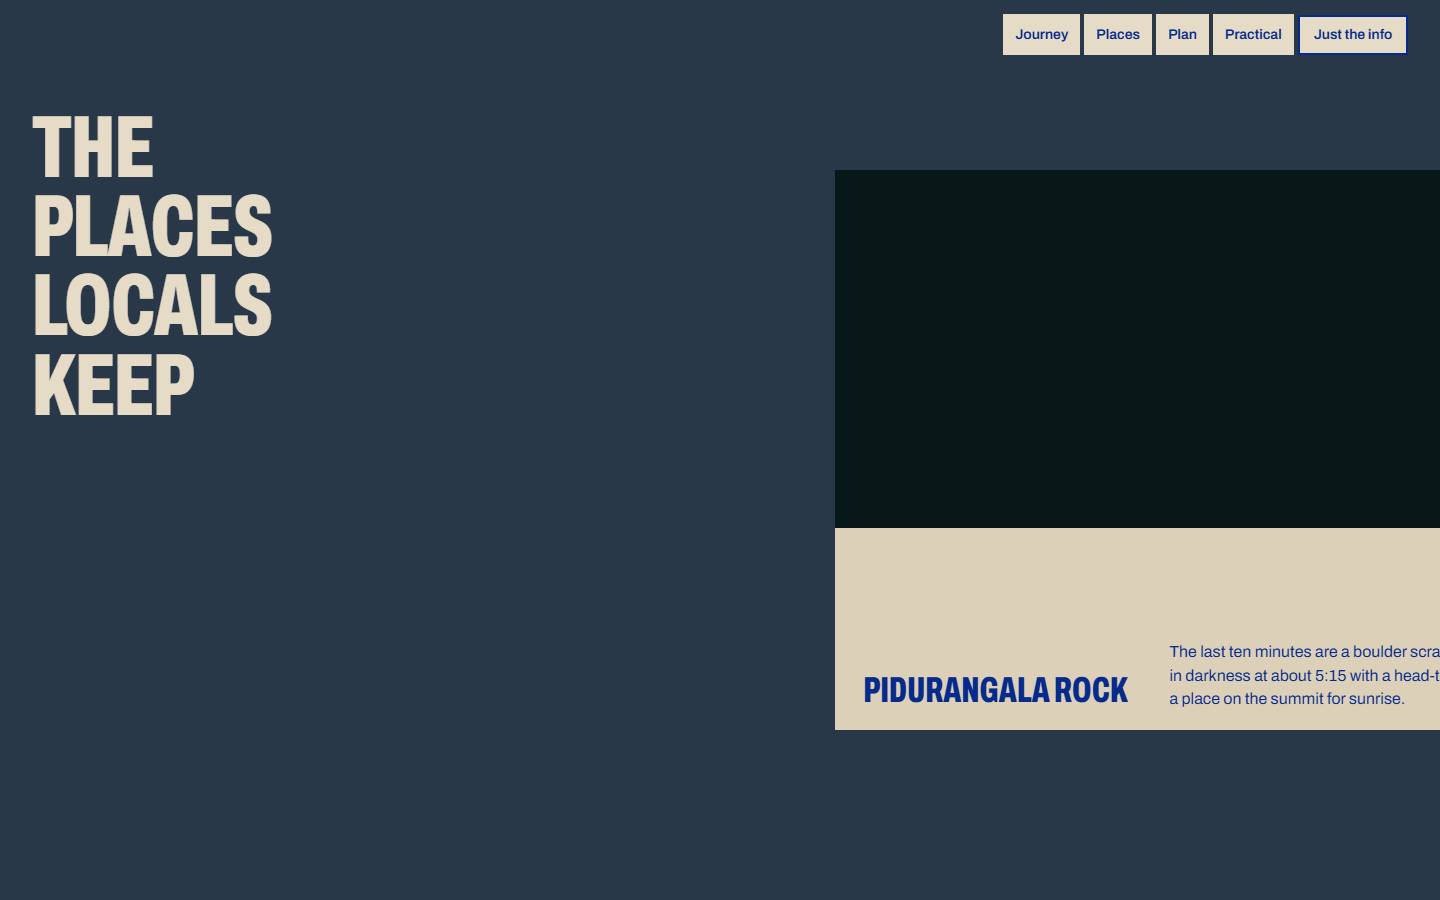 Journey Places Plan Practical Just the info
THE
PLACES
LOCALS
KEEP
PIDURANGALA ROCK
The last ten minutes are a boulder
in darkness at about 5:15 with a
a place on the summit for sunrise.